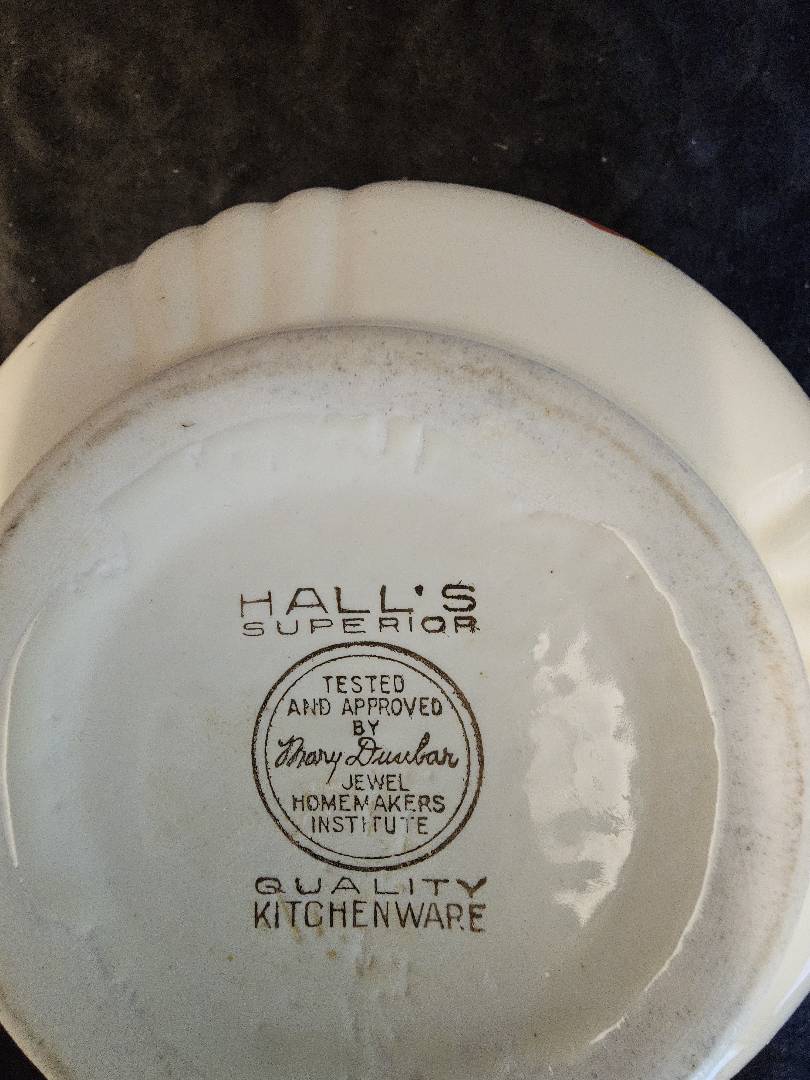 HALL'S
SUPERIOR
TESTED
AND APPROVED
BY
Mary Dunbar
JEWEL
HOMEMAKERS
INSTITUTE
QUALITY
KITCHENWARE